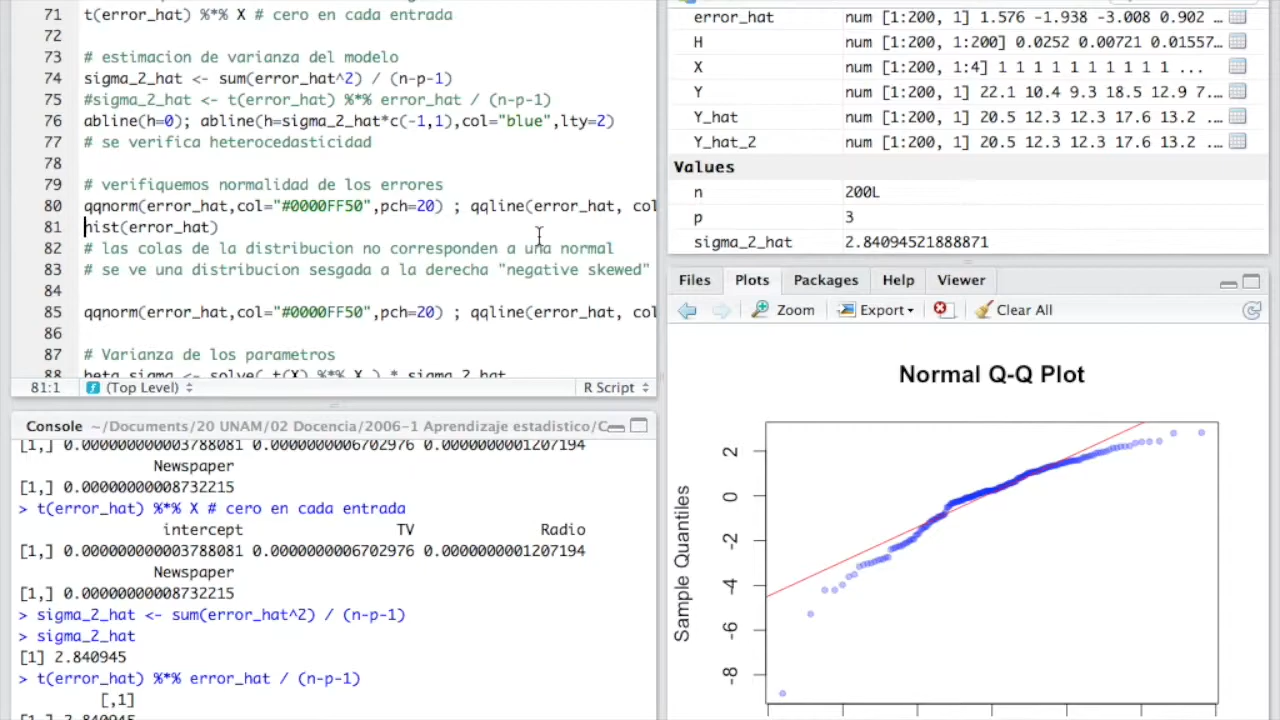 71 t(error_hat) %*% X # cero en cada entrada
72
73 # estimacion de varianza del modelo
74 sigma_2_hat <- sum(error_hat^2) / (n-p-1)
75 #sigma_2_hat <- t(error_hat) %*% error_hat / (n-p-1)
76 abline(h=0); abline(h=sigma_2_hat*c(-1,1),col="blue",lty=2)
77 # se verifica heterocedasticidad
78
79 # verifiquemos normalidad de los errores
80 qqnorm(error_hat,col="#0000FF50",pch=20) ; qqline(error_hat, col
81 hist(error_hat)
82 # las colas de la distribucion no corresponden a una normal
83 # se ve una distribucion sesgada a la derecha "negative skewed"
84
85 qqnorm(error_hat,col="#0000FF50",pch=20) ; qqline(error_hat, col
86
87 # Varianza de los parametros
88 beta_sigma <- solve( t(X) %*% X ) * sigma_2_hat
81:1 (Top Level) R Script
Console ~/Documents/20 UNAM/02 Docencia/2006-1 Aprendizaje estadistico/C
[1,] 0.000000000003788081 0.0000000006702976 0.0000000001207194
Newspaper
[1,] 0.00000000008732215
> t(error_hat) %*% X # cero en cada entrada
intercept TV Radio
[1,] 0.000000000003788081 0.0000000006702976 0.0000000001207194
Newspaper
[1,] 0.00000000008732215
> sigma_2_hat <- sum(error_hat^2) / (n-p-1)
> sigma_2_hat
[1] 2.840945
> t(error_hat) %*% error_hat / (n-p-1)
[,1]
[1,] 2.840945
error_hat num [1:200, 1] 1.576 -1.938 -3.008 0.902 ...
H num [1:200, 1:200] 0.0252 0.00721 0.01557...
X num [1:200, 1:4] 1 1 1 1 1 1 1 1 1 1 ...
Y num [1:200, 1] 22.1 10.4 9.3 18.5 12.9 7...
Y_hat num [1:200, 1] 20.5 12.3 12.3 17.6 13.2 ...
Y_hat_2 num [1:200, 1] 20.5 12.3 12.3 17.6 13.2 ...
Values
n 200L
p 3
sigma_2_hat 2.84094521888871
Files Plots Packages Help Viewer
Zoom Export Clear All
Normal Q-Q Plot
Sample Quantiles
2
0
-2
-4
-6
-8